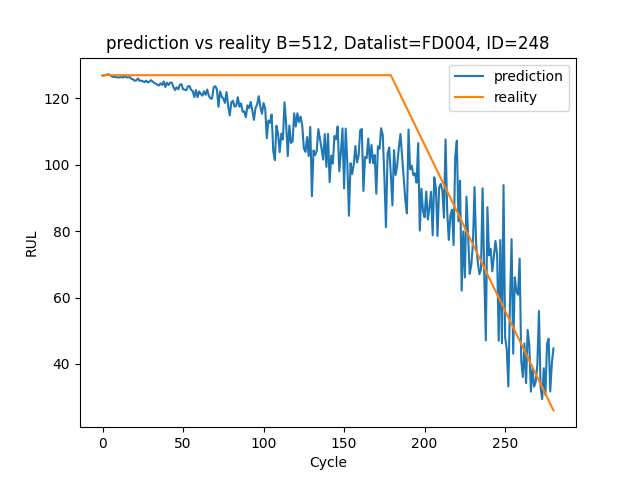 prediction vs reality B=512, Datalist=FD004, ID=248
prediction
reality
RUL
120
100
80
60
40
0 50 100 150 200 250
Cycle